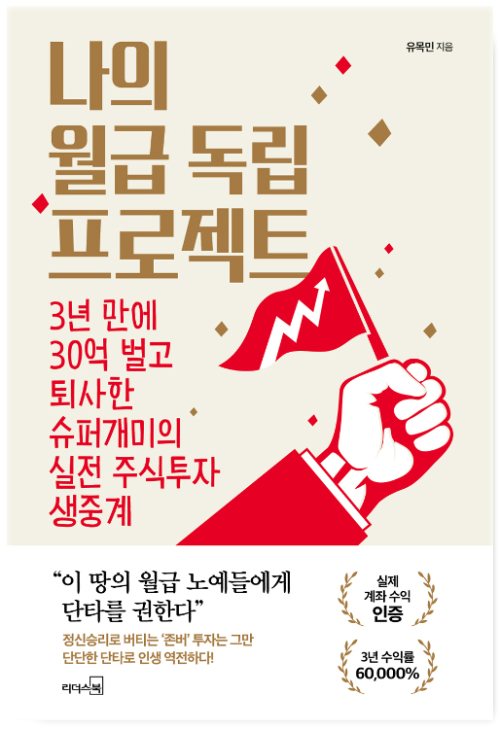 유목민 지음
나의
월급 독립
프로젝트
3년 만에
30억 벌고
퇴사한
슈퍼개미의
실전 주식투자
생중계
“이 땅의 월급 노예들에게
단타를 권한다”
정신승리로 버티는 ‘존버’ 투자는 그만
단단한 단타로 인생 역전하다!
리더스북
실제
계좌 수익
인증
3년 수익률
60,000%